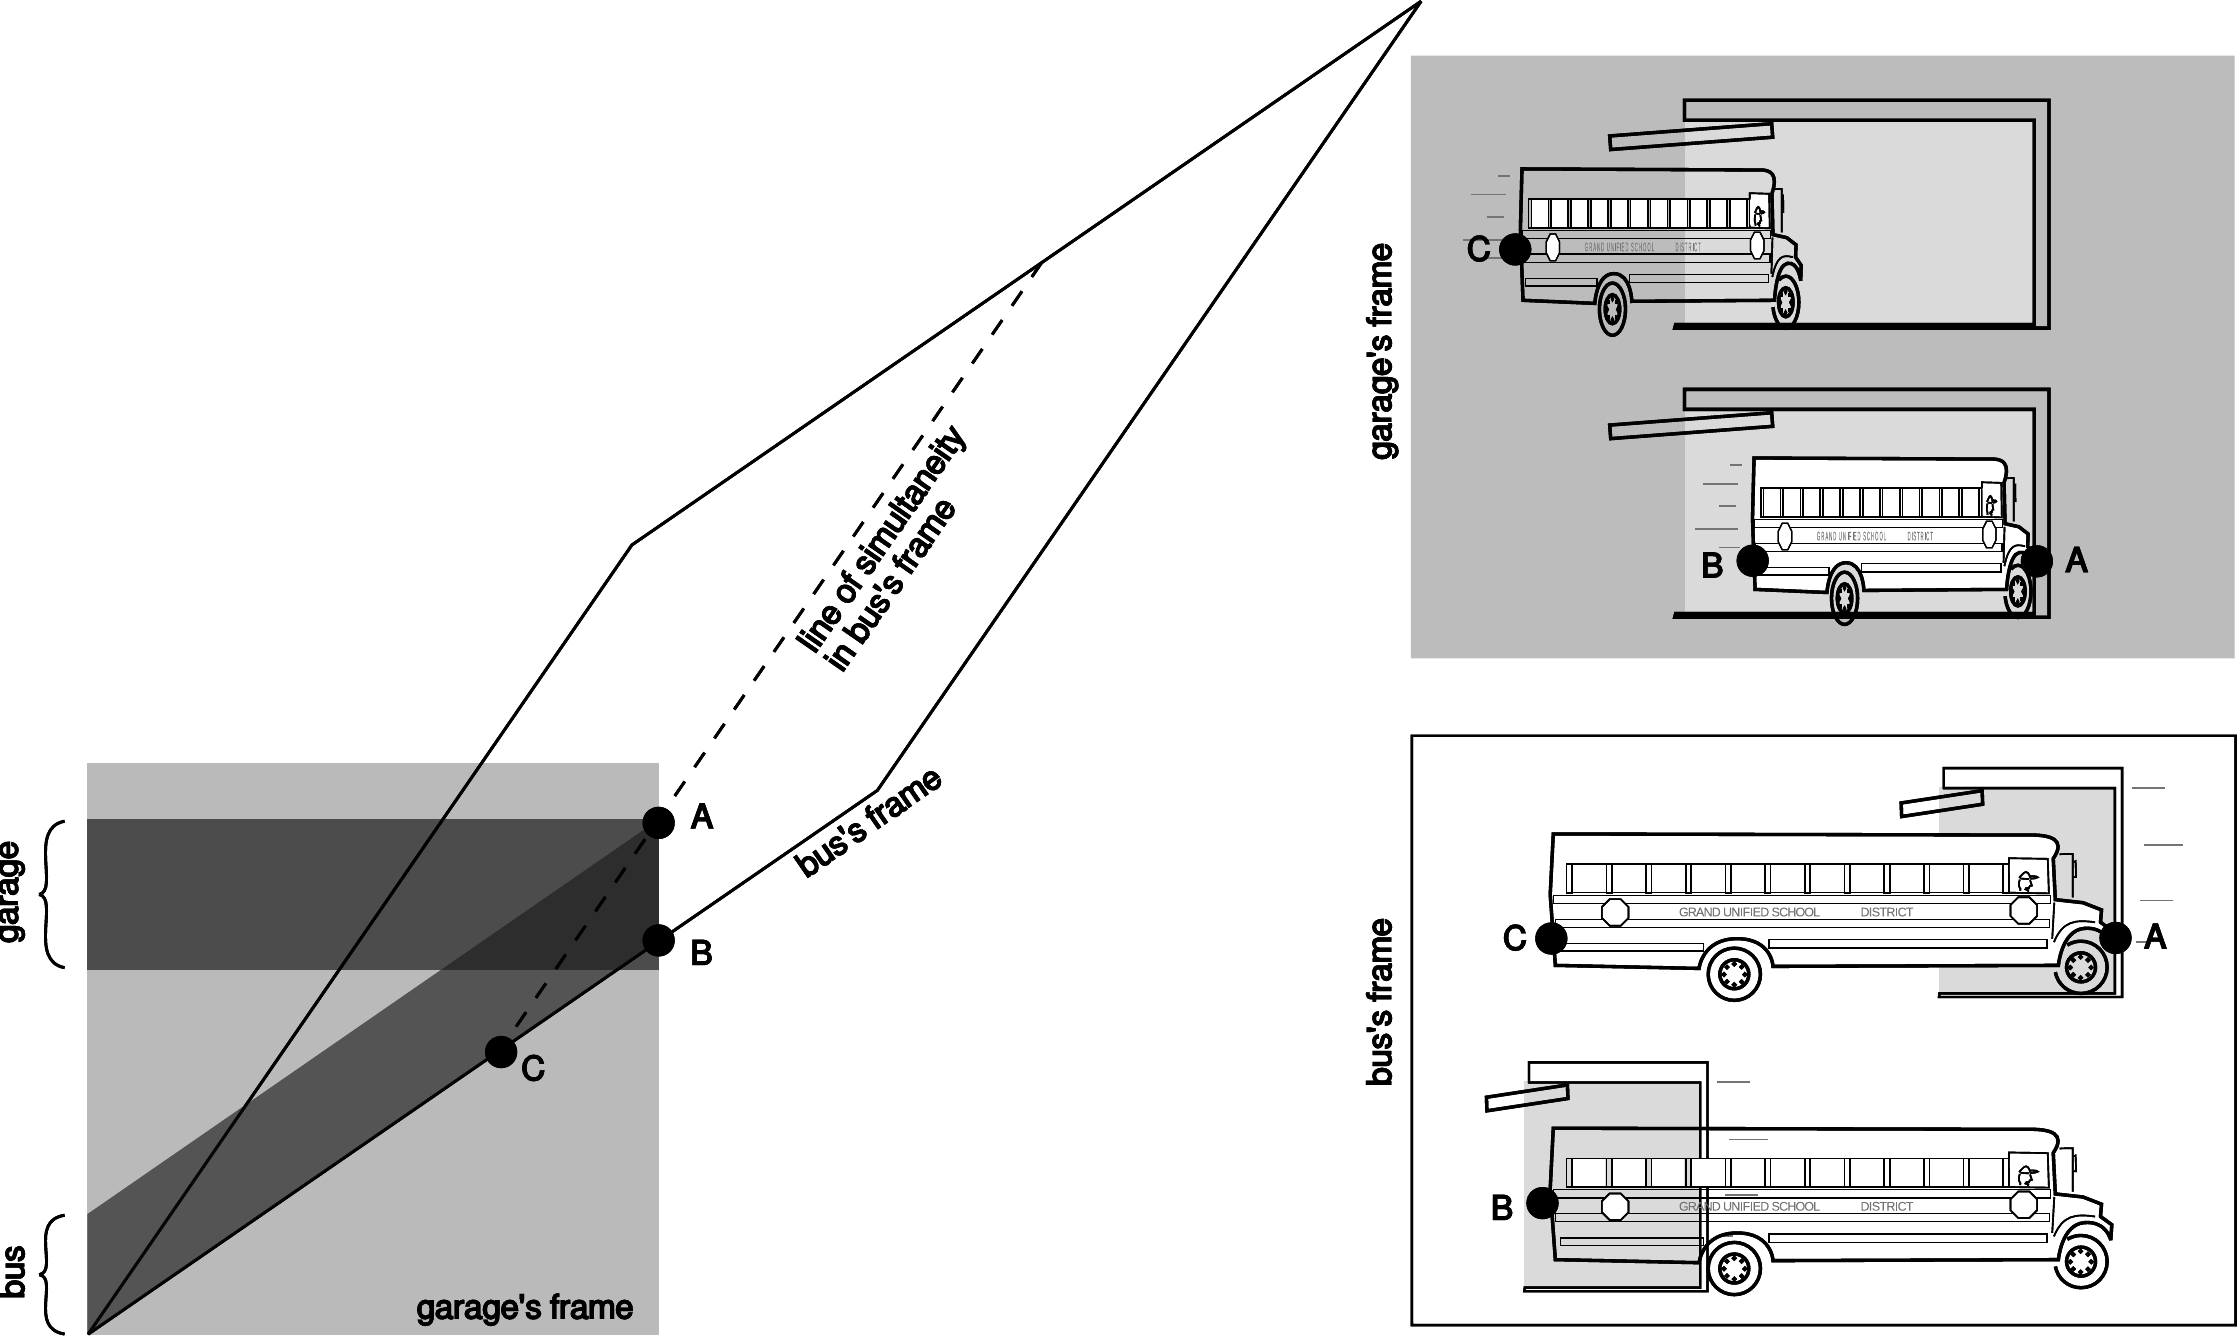 garage
bus
garage's frame
A
B
C
bus's frame
line of simultaneity
in bus's frame
garage's frame
C
GRAND UNIFIED SCHOOL DISTRICT
B
A
GRAND UNIFIED SCHOOL DISTRICT
bus's frame
C
A
GRAND UNIFIED SCHOOL DISTRICT
B
GRAND UNIFIED SCHOOL DISTRICT